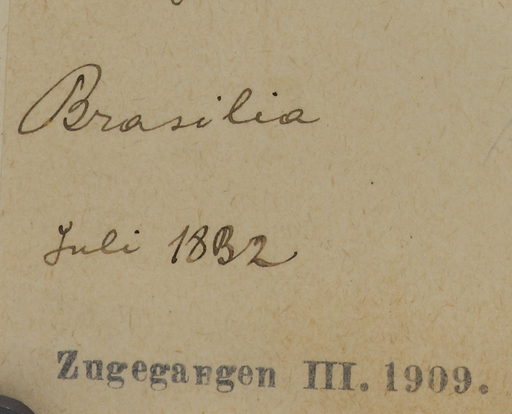 Brasilia
Juli 1832
Zugegangen III. 1909.